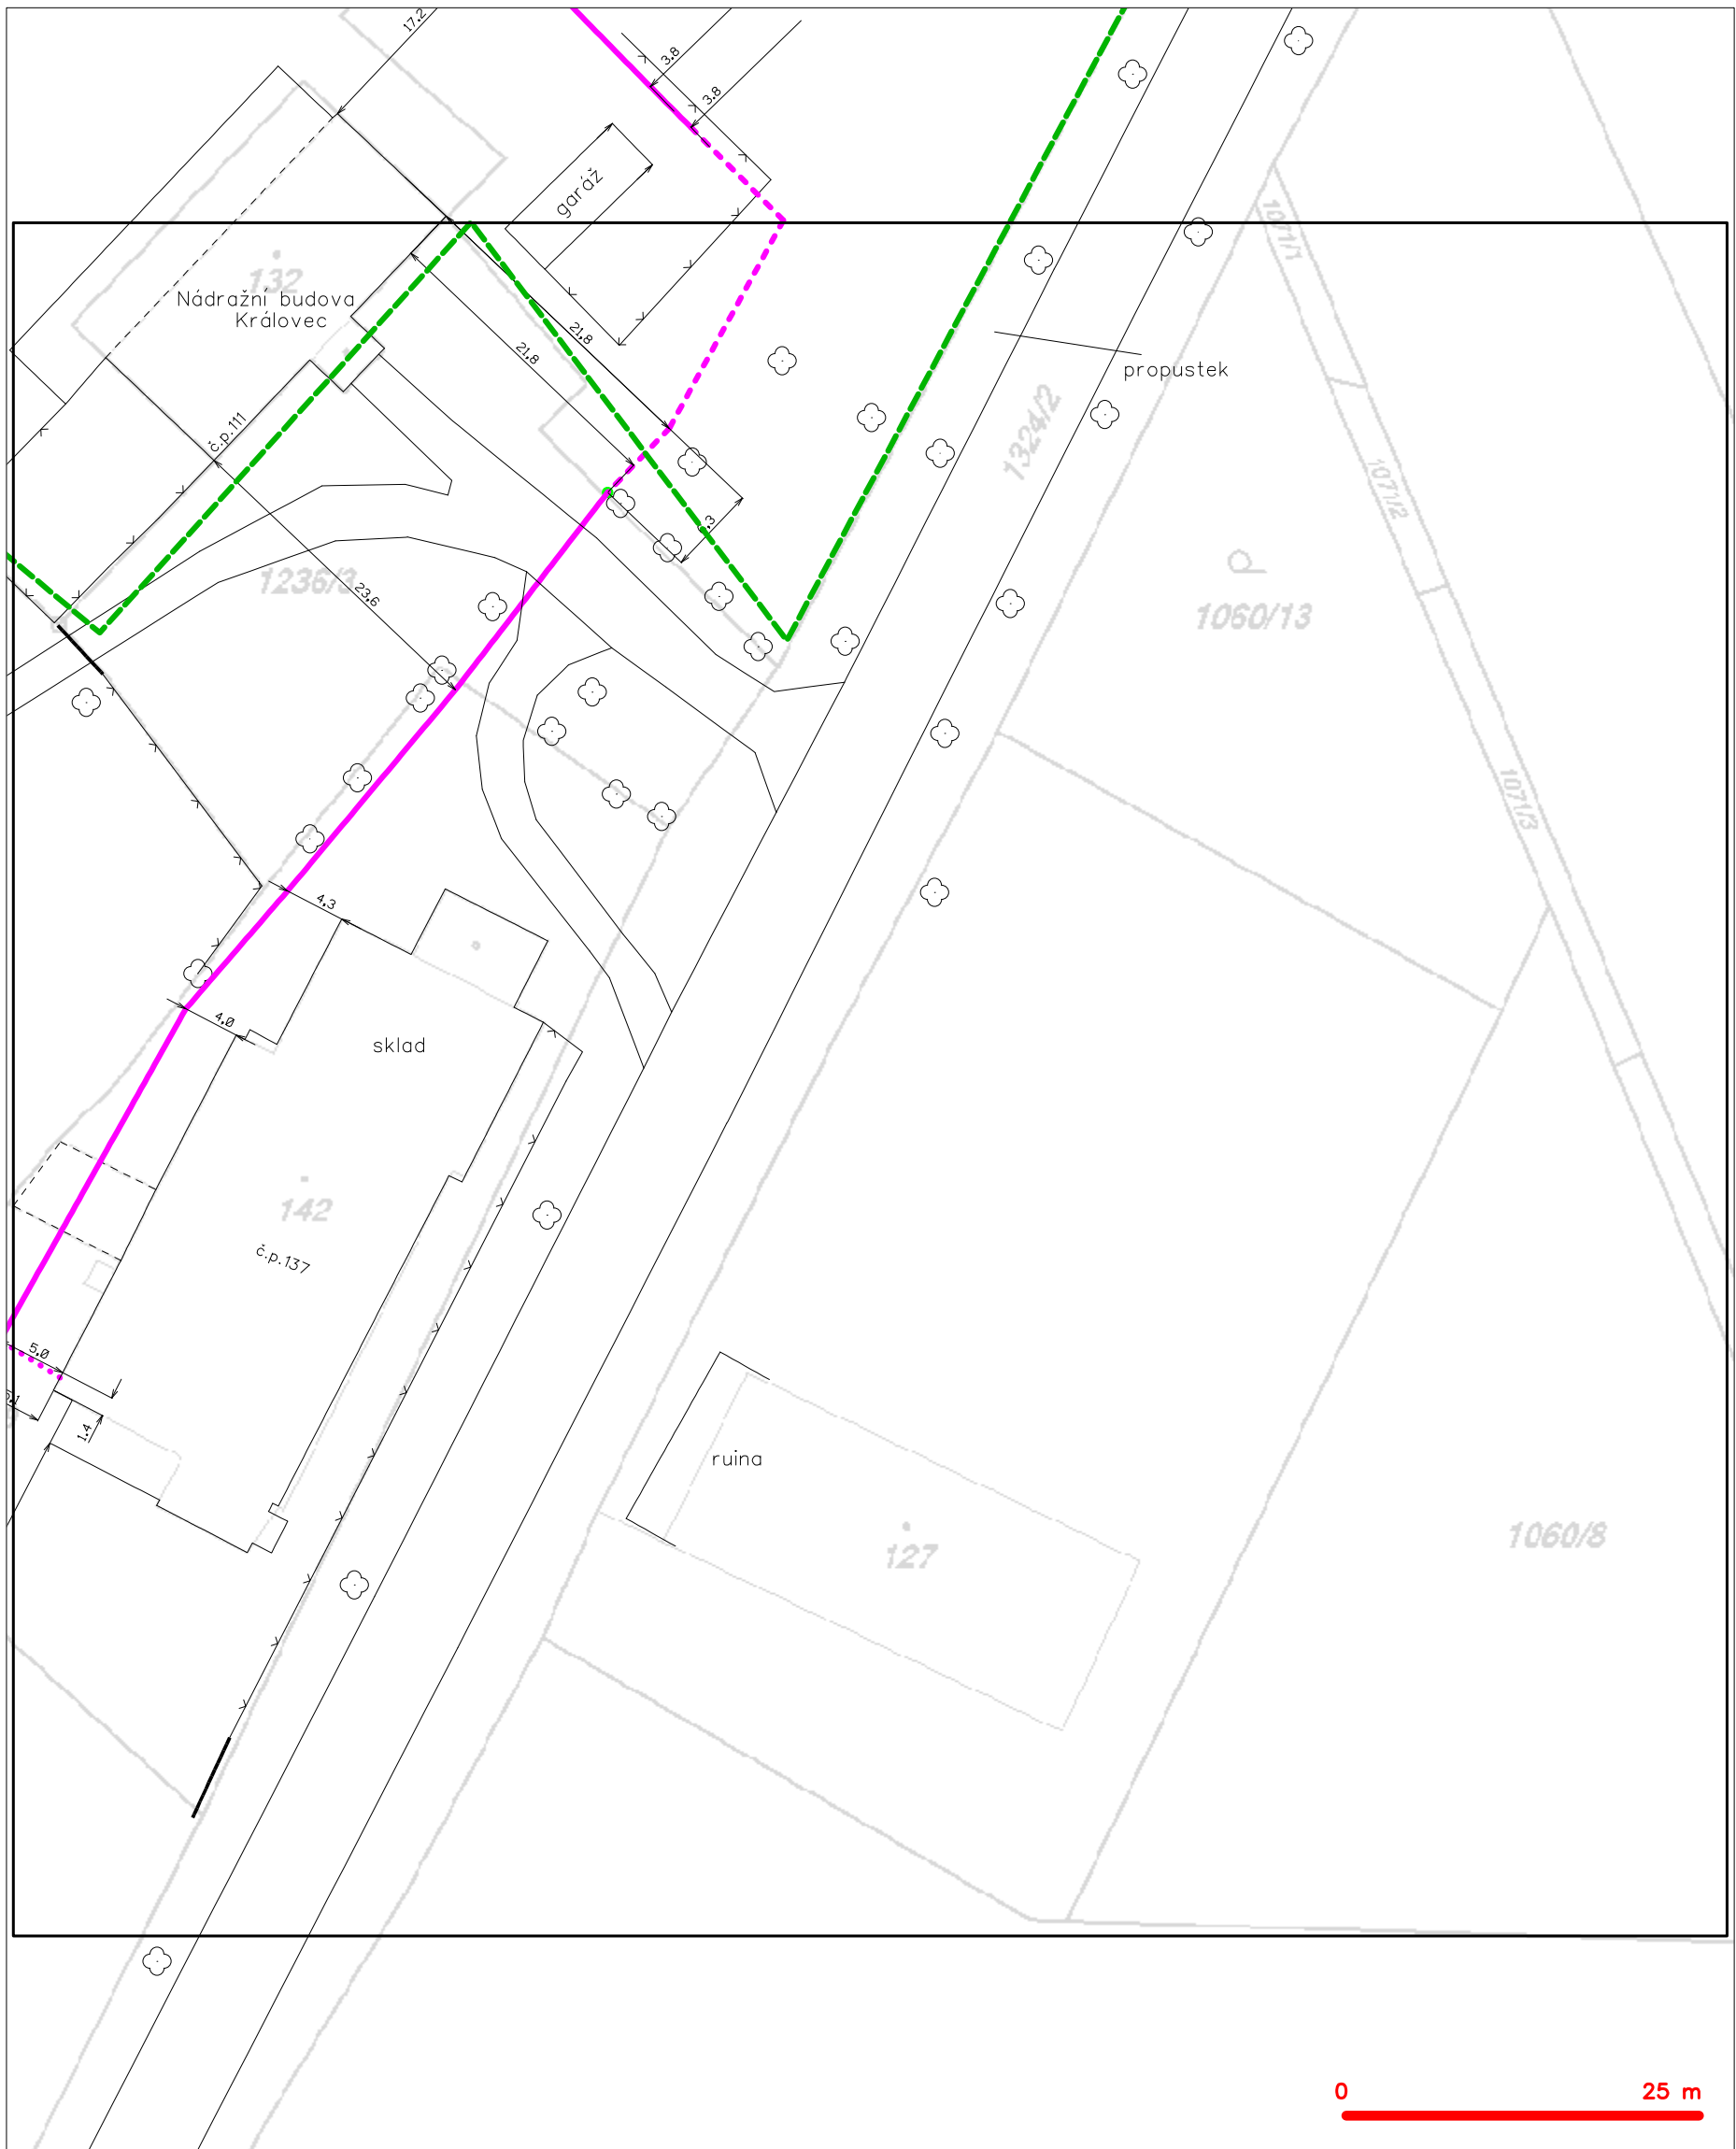 17.2
3.8
3.8
garáž
1071/1
132
Nádražní budova
Královec
21.8
21.8
propustek
1324/2
č.p.111
1071/2
1236/3
23.6
1060/13
1071/3
4.3
4.0
sklad
142
č.p.137
5.0
1.4
ruina
127
1060/8
0 25 m